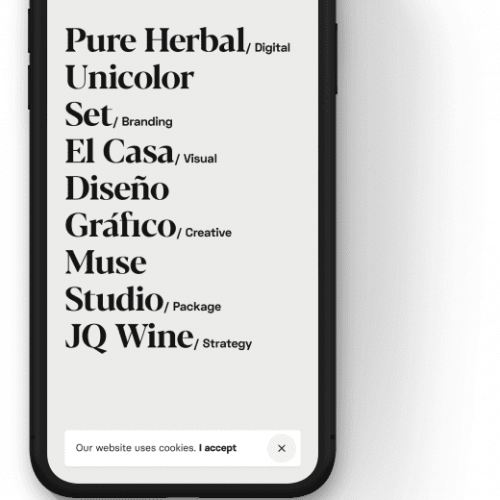 Pure Herbal/ Digital
Unicolor
Set/ Branding
El Casa/ Visual
Diseño
Gráfico/ Creative
Muse
Studio/ Package
JQ Wine/ Strategy
Our website uses cookies. I accept